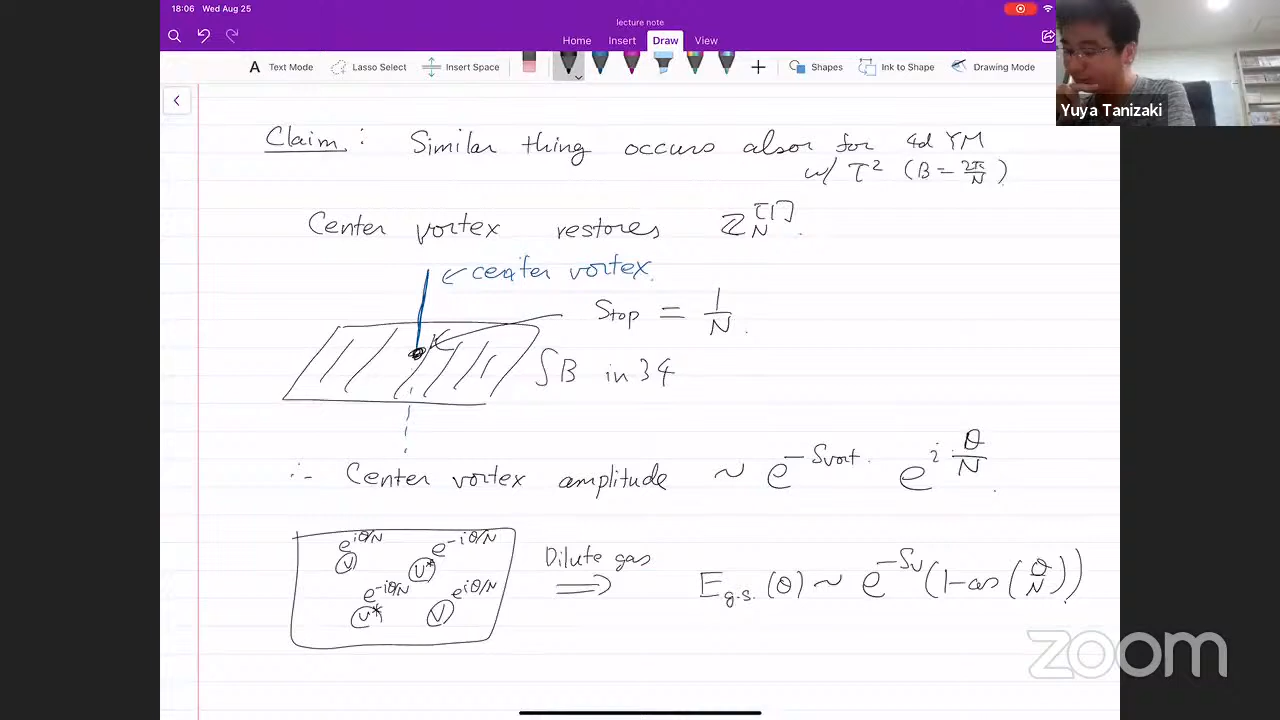 18:06 Wed Aug 25
lecture note
Home Insert Draw View
Text Mode Lasso Select Insert Space + Shapes Ink to Shape Drawing Mode
Yuya Tanizaki
Claim : Similar thing occurs also for 4d YM
w/ T² (B = 2π/N).
Center vortex restores ℤ_N^[1].
← center vortex.
Stop = 1/N.
∫B in 34
∴ Center vortex amplitude ~ e^{-Svort.} e^{i θ/N}.
e^{iθ/N} e^{-iθ/N}
V V*
e^{-iθ/N} e^{iθ/N}
V* V
Dilute gas
⟹ E_{g.s.}(θ) ~ e^{-Sv}(1-cos(θ/N)).
zoom